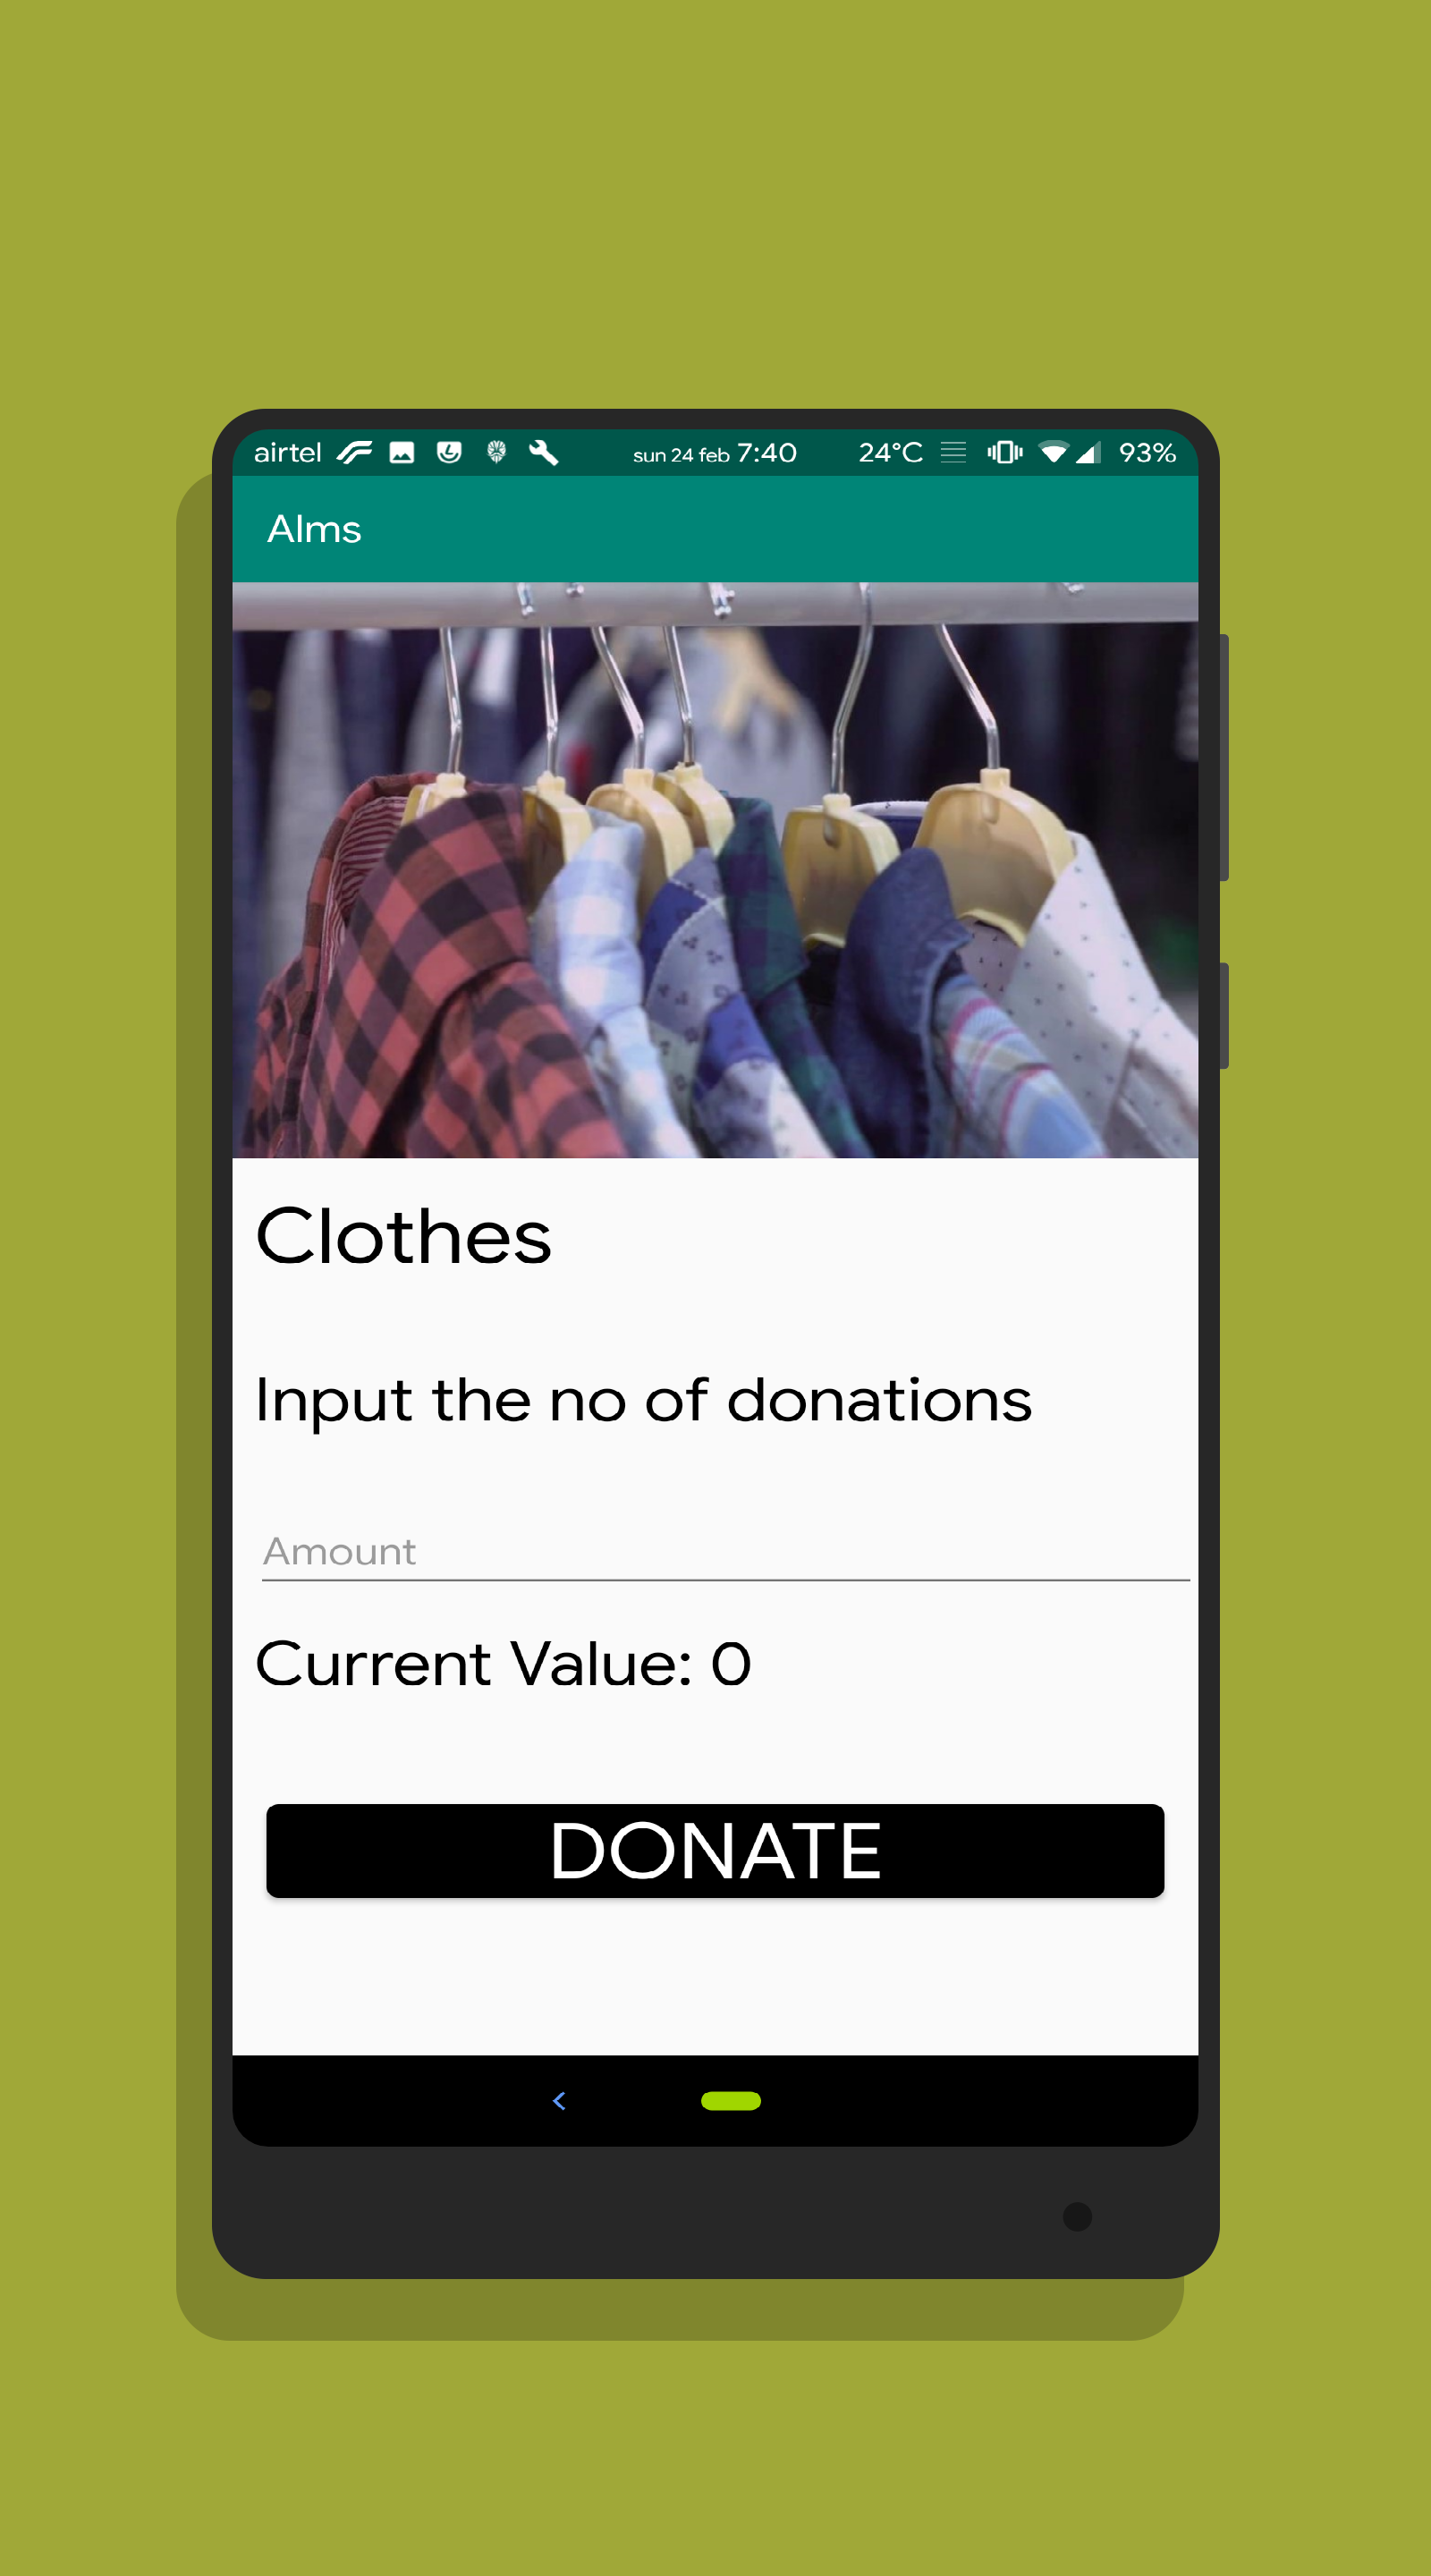 airtel sun 24 feb 7:40 24°C 93%
Alms
Clothes
Input the no of donations
Amount
Current Value: 0
DONATE